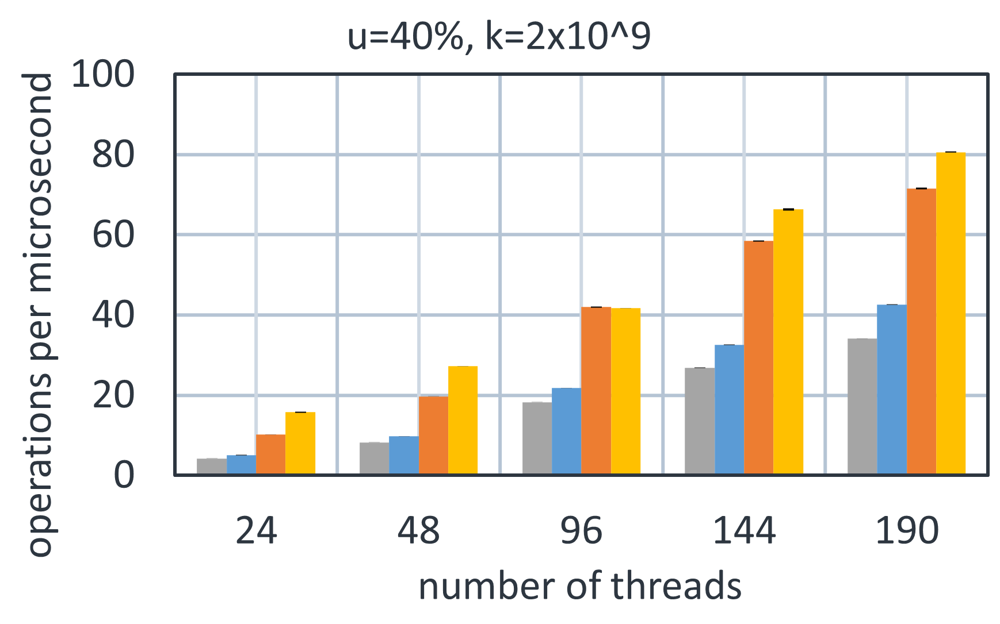 u=40%, k=2x10^9
operations per microsecond
100
80
60
40
20
0
24 48 96 144 190
number of threads